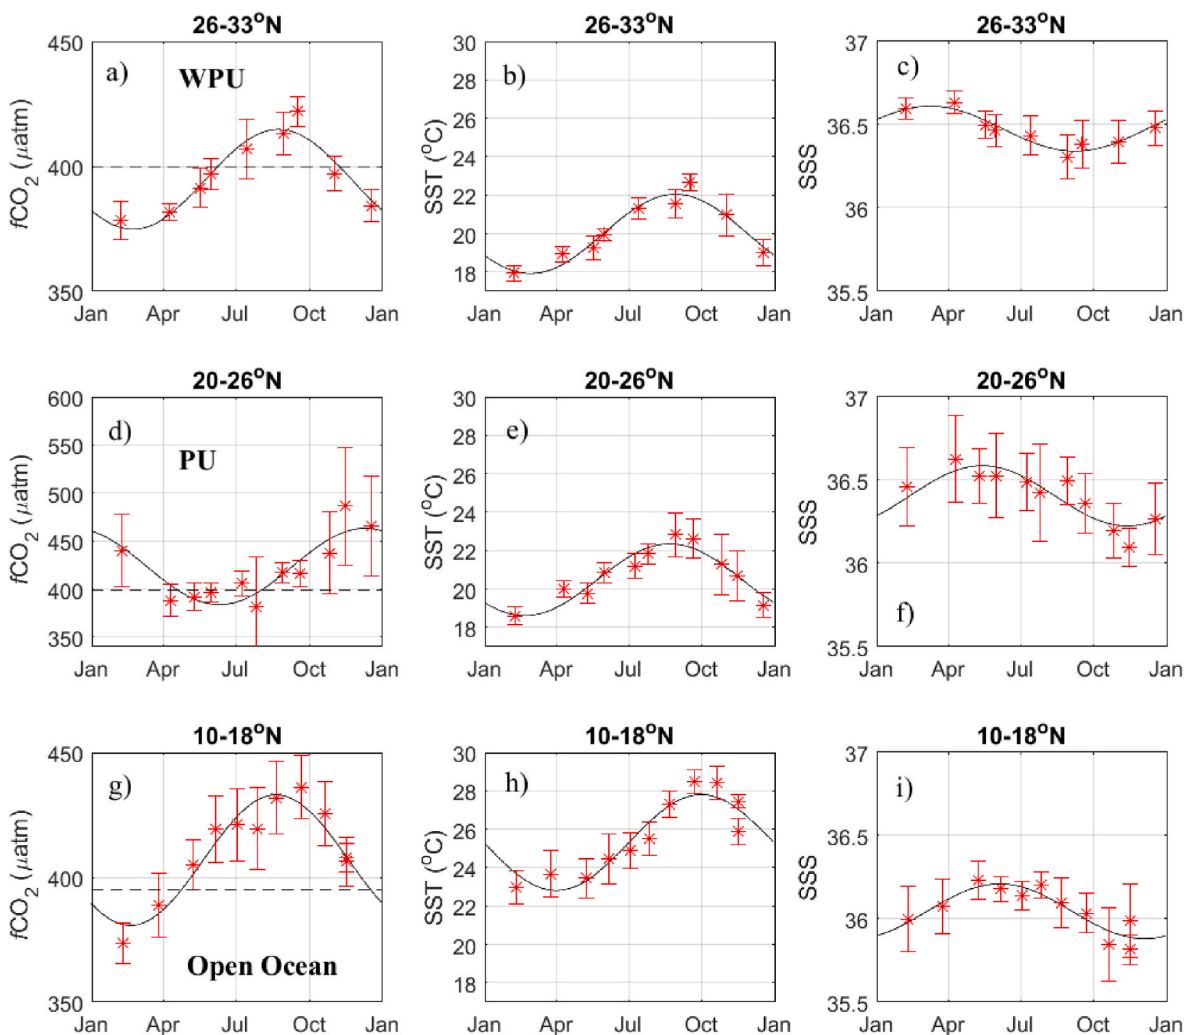 26-33°N
a)
WPU
fCO2 (µatm)
450
400
350
Jan Apr Jul Oct Jan
26-33°N
b)
SST (°C)
30
28
26
24
22
20
18
Jan Apr Jul Oct Jan
26-33°N
c)
SSS
37
36.5
36
35.5
Jan Apr Jul Oct Jan
20-26°N
d)
PU
fCO2 (µatm)
600
550
500
450
400
350
Jan Apr Jul Oct Jan
20-26°N
e)
SST (°C)
30
28
26
24
22
20
18
Jan Apr Jul Oct Jan
20-26°N
f)
SSS
37
36.5
36
35.5
Jan Apr Jul Oct Jan
10-18°N
g)
Open Ocean
fCO2 (µatm)
450
400
350
Jan Apr Jul Oct Jan
10-18°N
h)
SST (°C)
30
28
26
24
22
20
18
Jan Apr Jul Oct Jan
10-18°N
i)
SSS
37
36.5
36
35.5
Jan Apr Jul Oct Jan